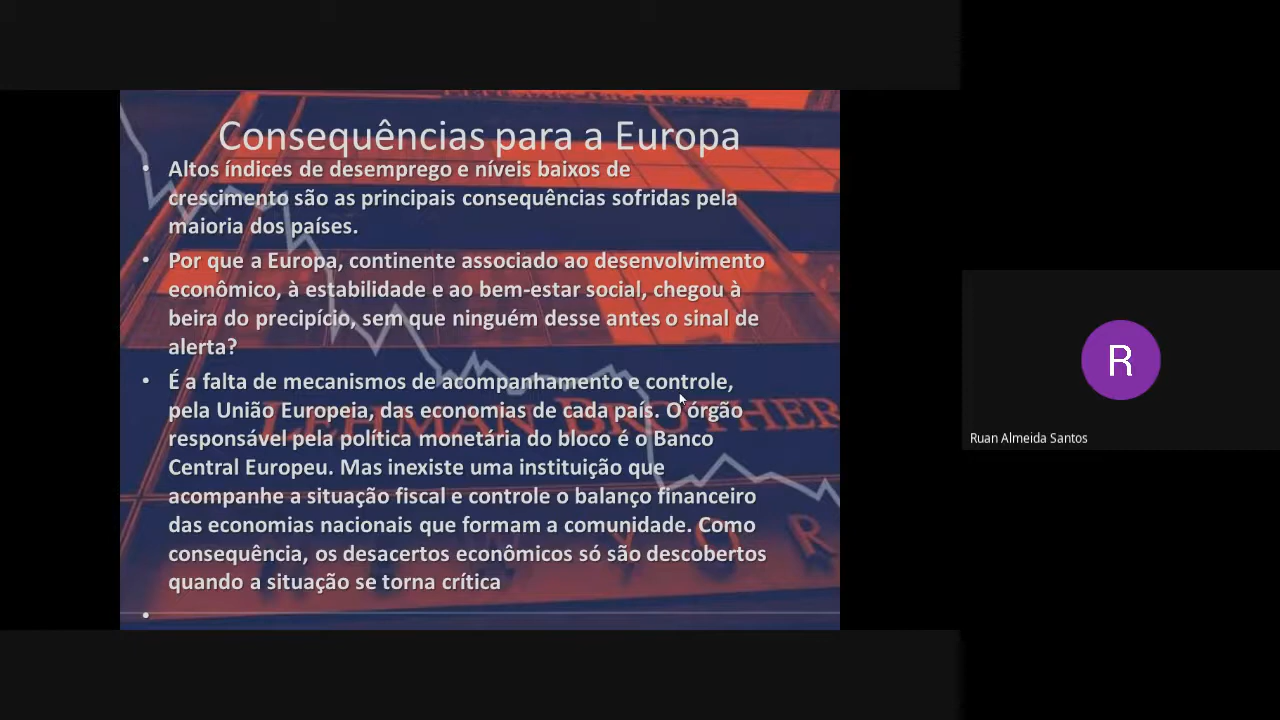 Consequências para a Europa
• Altos índices de desemprego e níveis baixos de
crescimento são as principais consequências sofridas pela
maioria dos países.
• Por que a Europa, continente associado ao desenvolvimento
econômico, à estabilidade e ao bem-estar social, chegou à
beira do precipício, sem que ninguém desse antes o sinal de
alerta?
• É a falta de mecanismos de acompanhamento e controle,
pela União Europeia, das economias de cada país. O órgão
responsável pela política monetária do bloco é o Banco
Central Europeu. Mas inexiste uma instituição que
acompanhe a situação fiscal e controle o balanço financeiro
das economias nacionais que formam a comunidade. Como
consequência, os desacertos econômicos só são descobertos
quando a situação se torna crítica
•
LEHMAN BROTHER
YOR
R
Ruan Almeida Santos